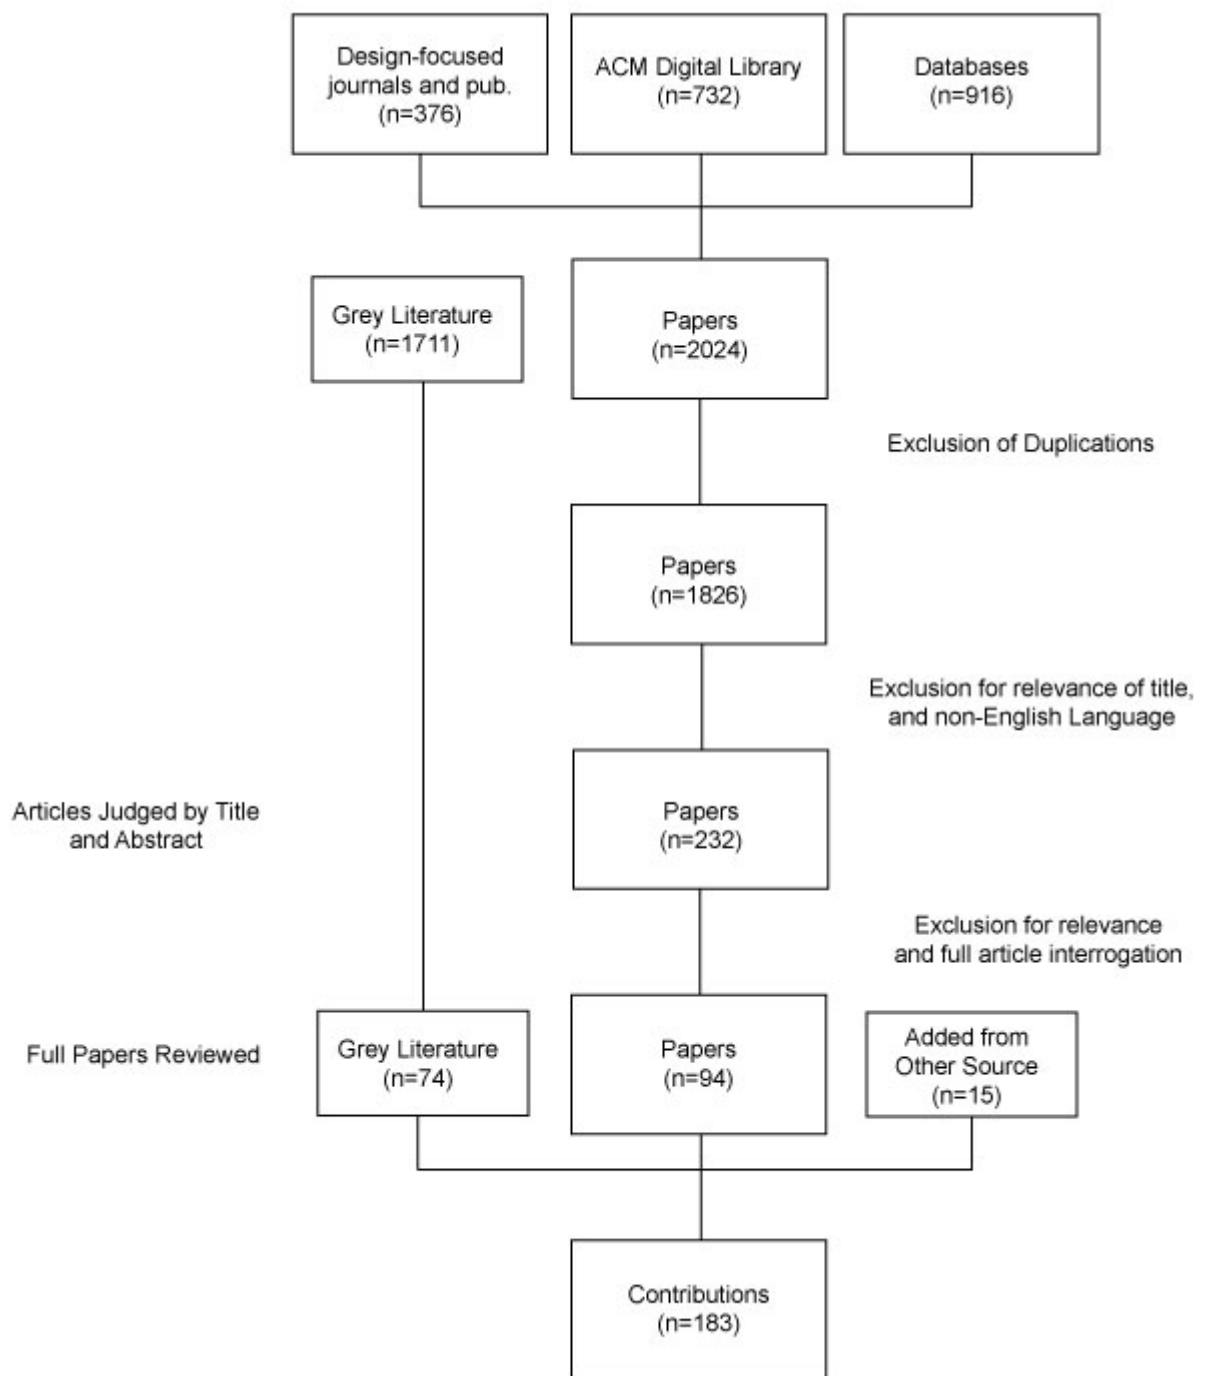 Design-focused
journals and pub.
(n=376)
ACM Digital Library
(n=732)
Databases
(n=916)
Grey Literature
(n=1711)
Papers
(n=2024)
Exclusion of Duplications
Papers
(n=1826)
Exclusion for relevance of title,
and non-English Language
Articles Judged by Title
and Abstract
Papers
(n=232)
Exclusion for relevance
and full article interrogation
Full Papers Reviewed
Grey Literature
(n=74)
Papers
(n=94)
Added from
Other Source
(n=15)
Contributions
(n=183)